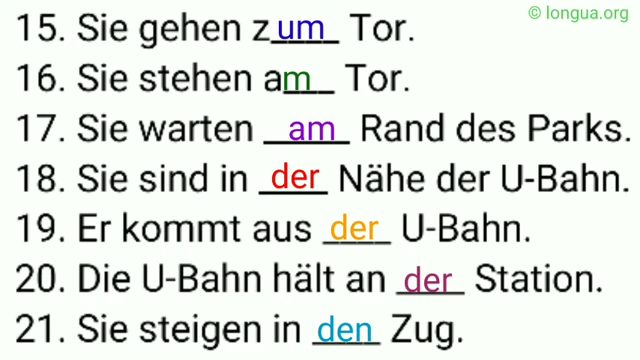 © longua.org
15. Sie gehen zum Tor.
16. Sie stehen am Tor.
17. Sie warten am Rand des Parks.
18. Sie sind in der Nähe der U-Bahn.
19. Er kommt aus der U-Bahn.
20. Die U-Bahn hält an der Station.
21. Sie steigen in den Zug.